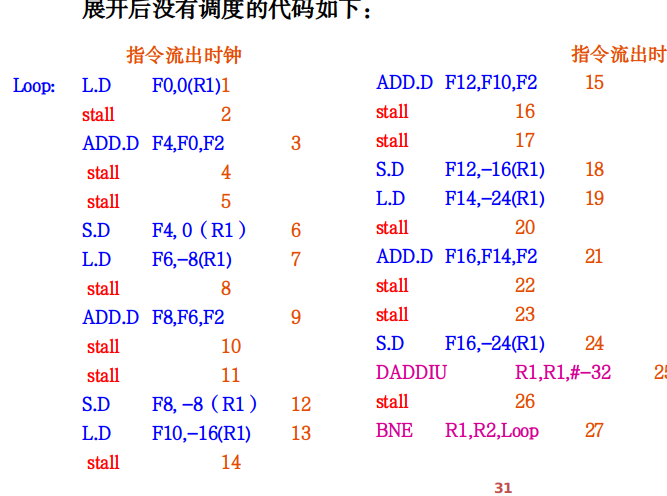 展开后没有调度的代码如下：
指令流出时钟
Loop: L.D F0,0(R1)1
stall 2
ADD.D F4,F0,F2 3
stall 4
stall 5
S.D F4, 0（R1） 6
L.D F6,-8(R1) 7
stall 8
ADD.D F8,F6,F2 9
stall 10
stall 11
S.D F8, -8（R1） 12
L.D F10,-16(R1) 13
stall 14
指令流出时
ADD.D F12,F10,F2 15
stall 16
stall 17
S.D F12,-16(R1) 18
L.D F14,-24(R1) 19
stall 20
ADD.D F16,F14,F2 21
stall 22
stall 23
S.D F16,-24(R1) 24
DADDIU R1,R1,#-32 25
stall 26
BNE R1,R2,Loop 27
31